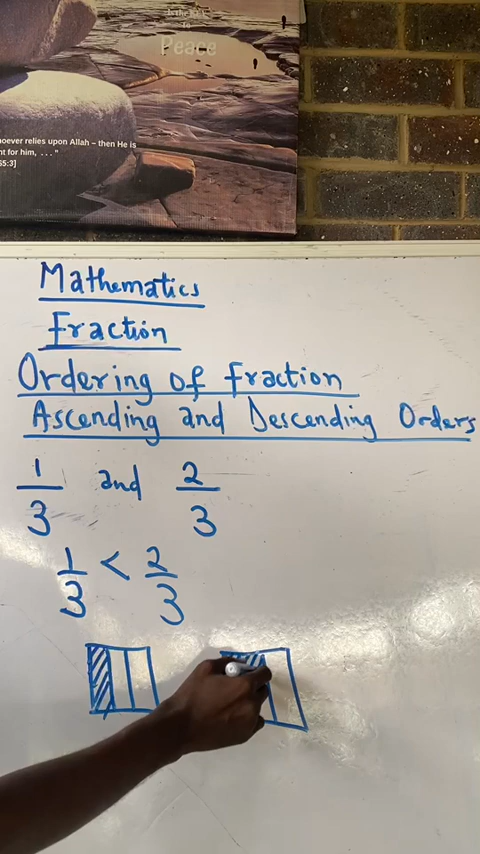 Peace
hoever relies upon Allah – then He is
nt for him, . . . "
65:3]
Mathematics
Fraction
Ordering of fraction
Ascending and Descending Orders
1/3 and 2/3
1/3 < 2/3